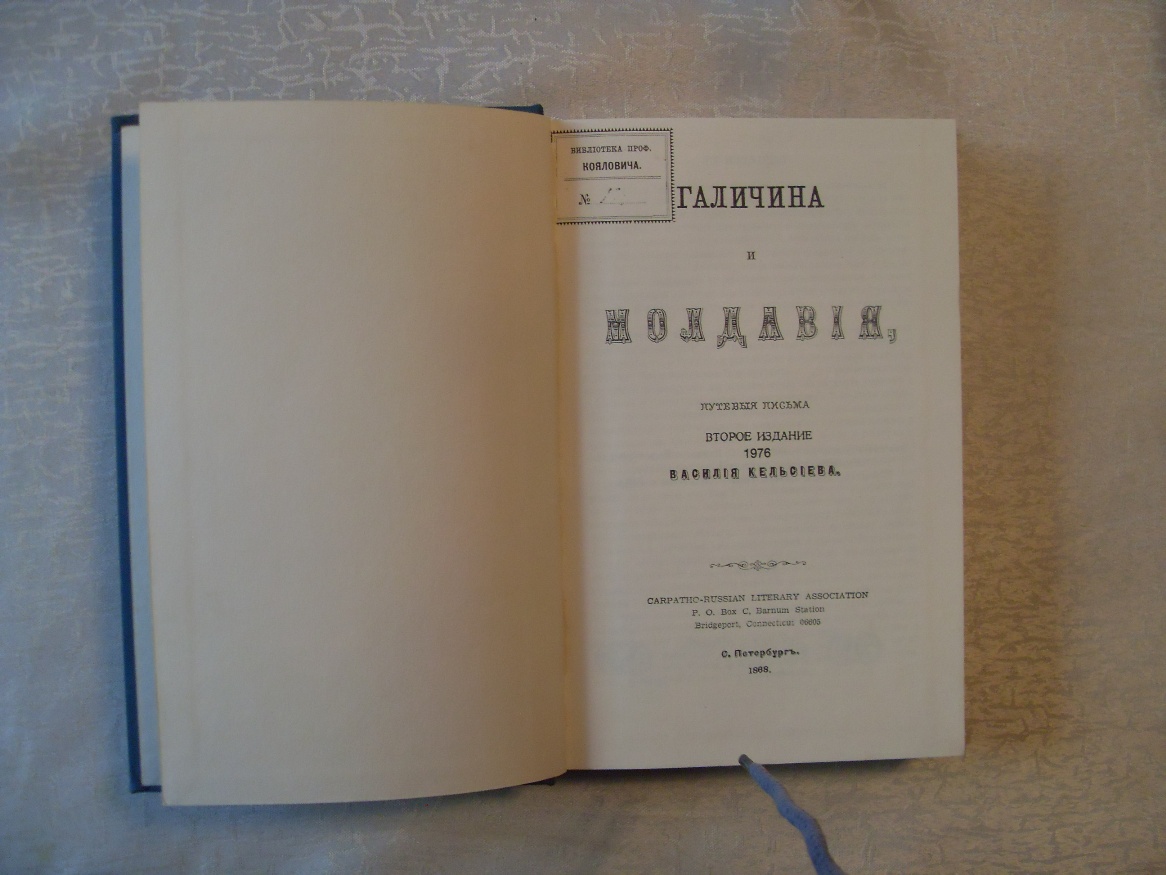 БИБЛІОТЕКА ПРОФ.
КОЯЛОВИЧА.
№
ГАЛИЧИНА
И
МОЛДАВІЯ,
ПУТЕВЫЯ ПИСЬМА
ВТОРОЕ ИЗДАНИЕ
1976
ВАСИЛІЯ КЕЛЬСІЕВА.
CARPATHO-RUSSIAN LITERARY ASSOCIATION
P. O. Box C, Barnum Station
Bridgeport, Connecticut 06605
С. Петербургъ.
1868.